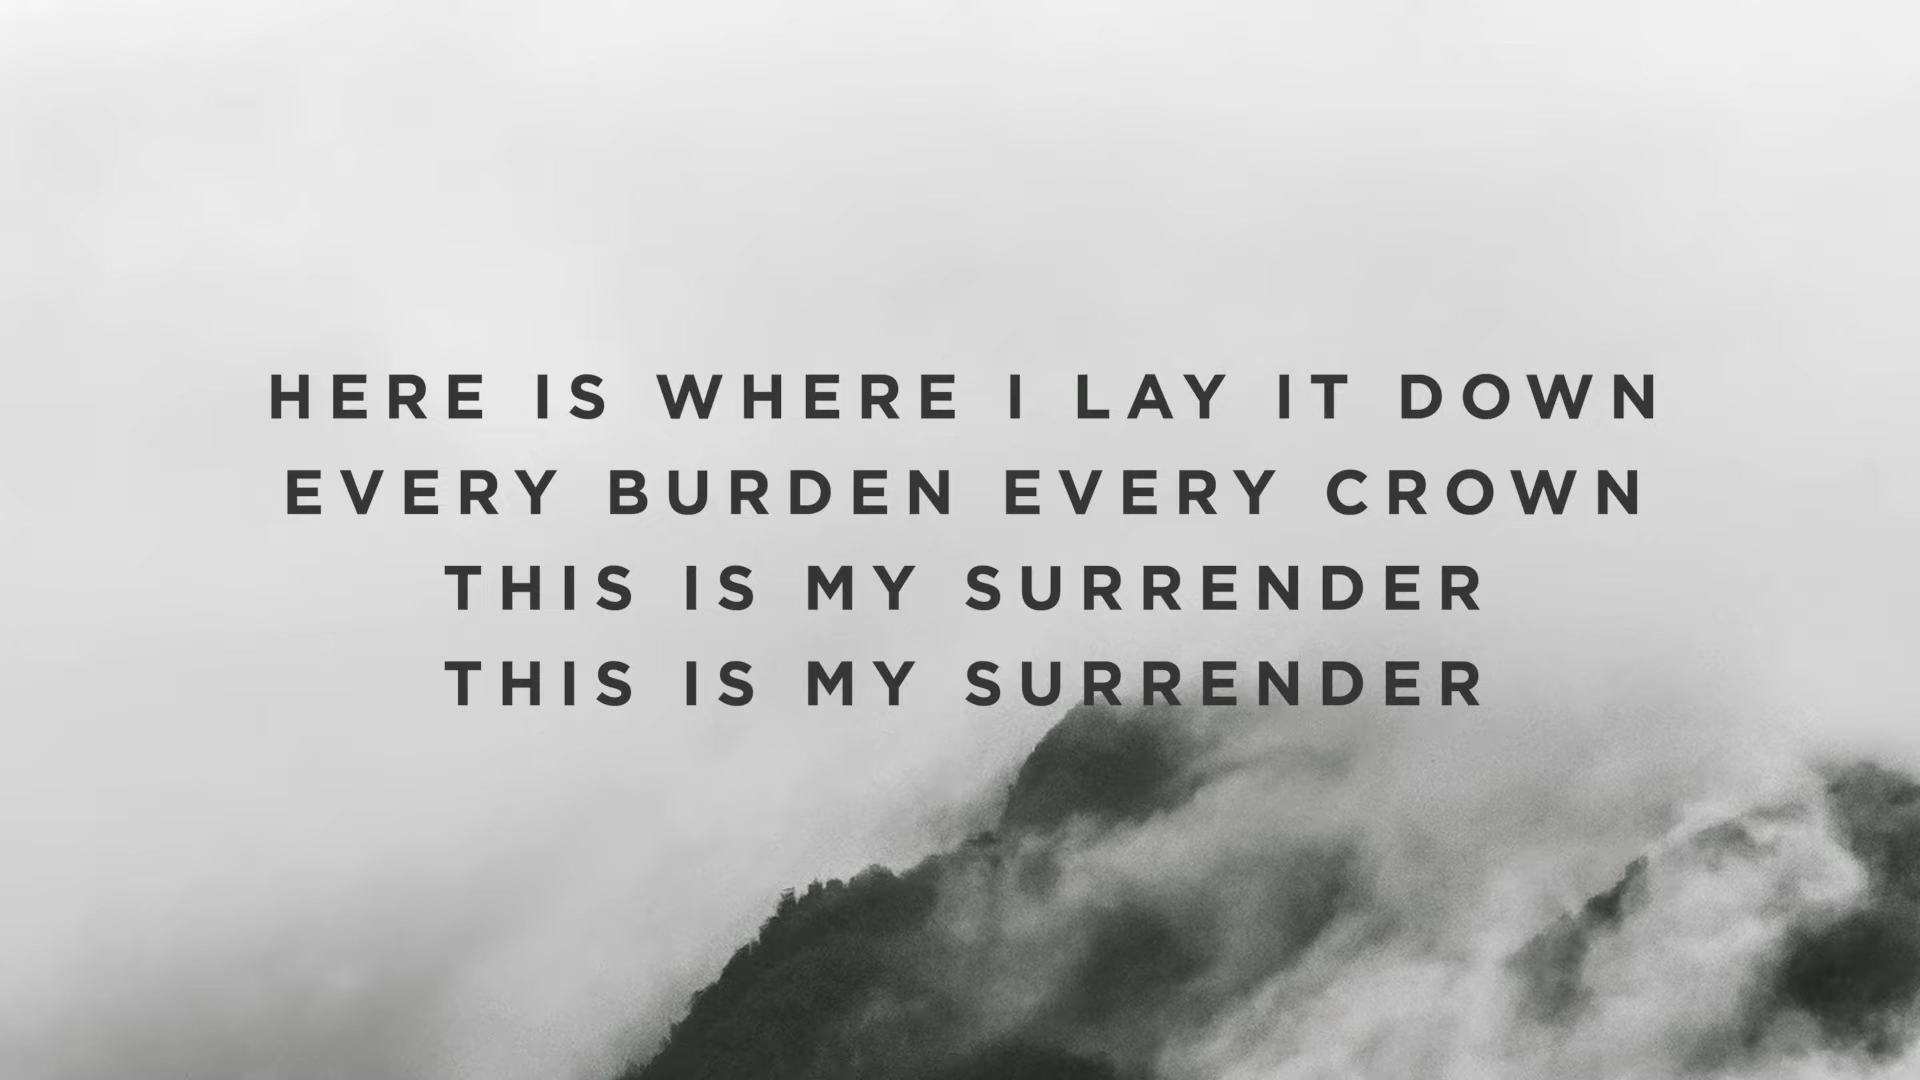 HERE IS WHERE I LAY IT DOWN
EVERY BURDEN EVERY CROWN
THIS IS MY SURRENDER
THIS IS MY SURRENDER